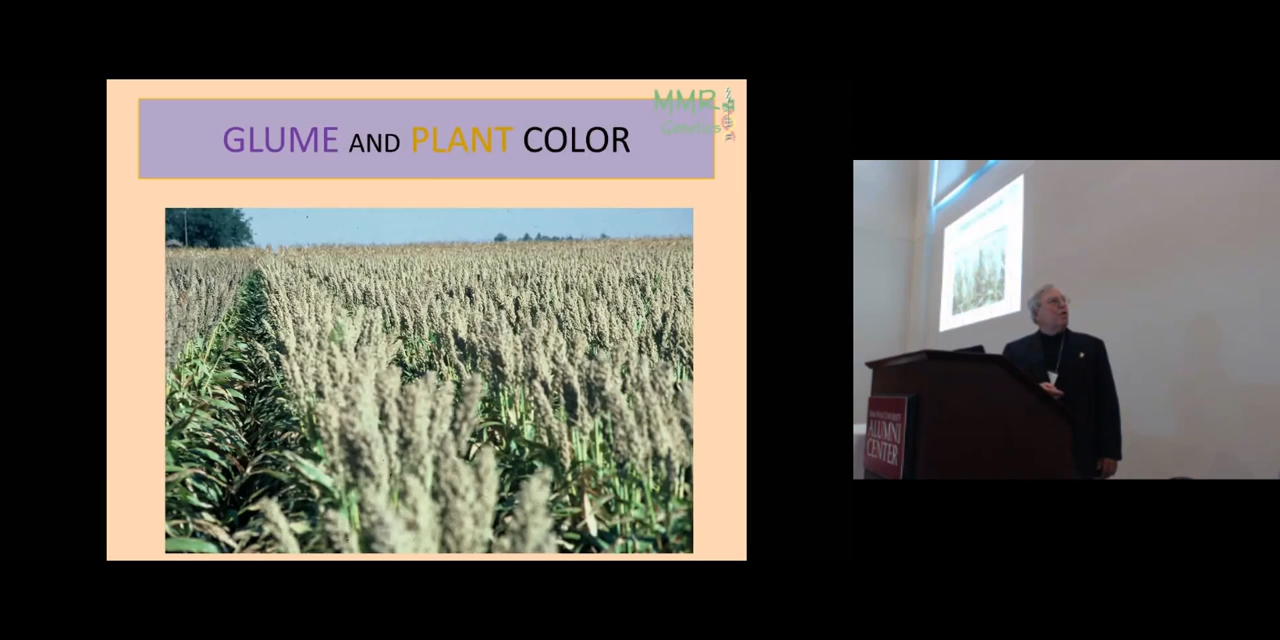 MMR
Genetics
GLUME AND PLANT COLOR
ALUMNI
CENTER